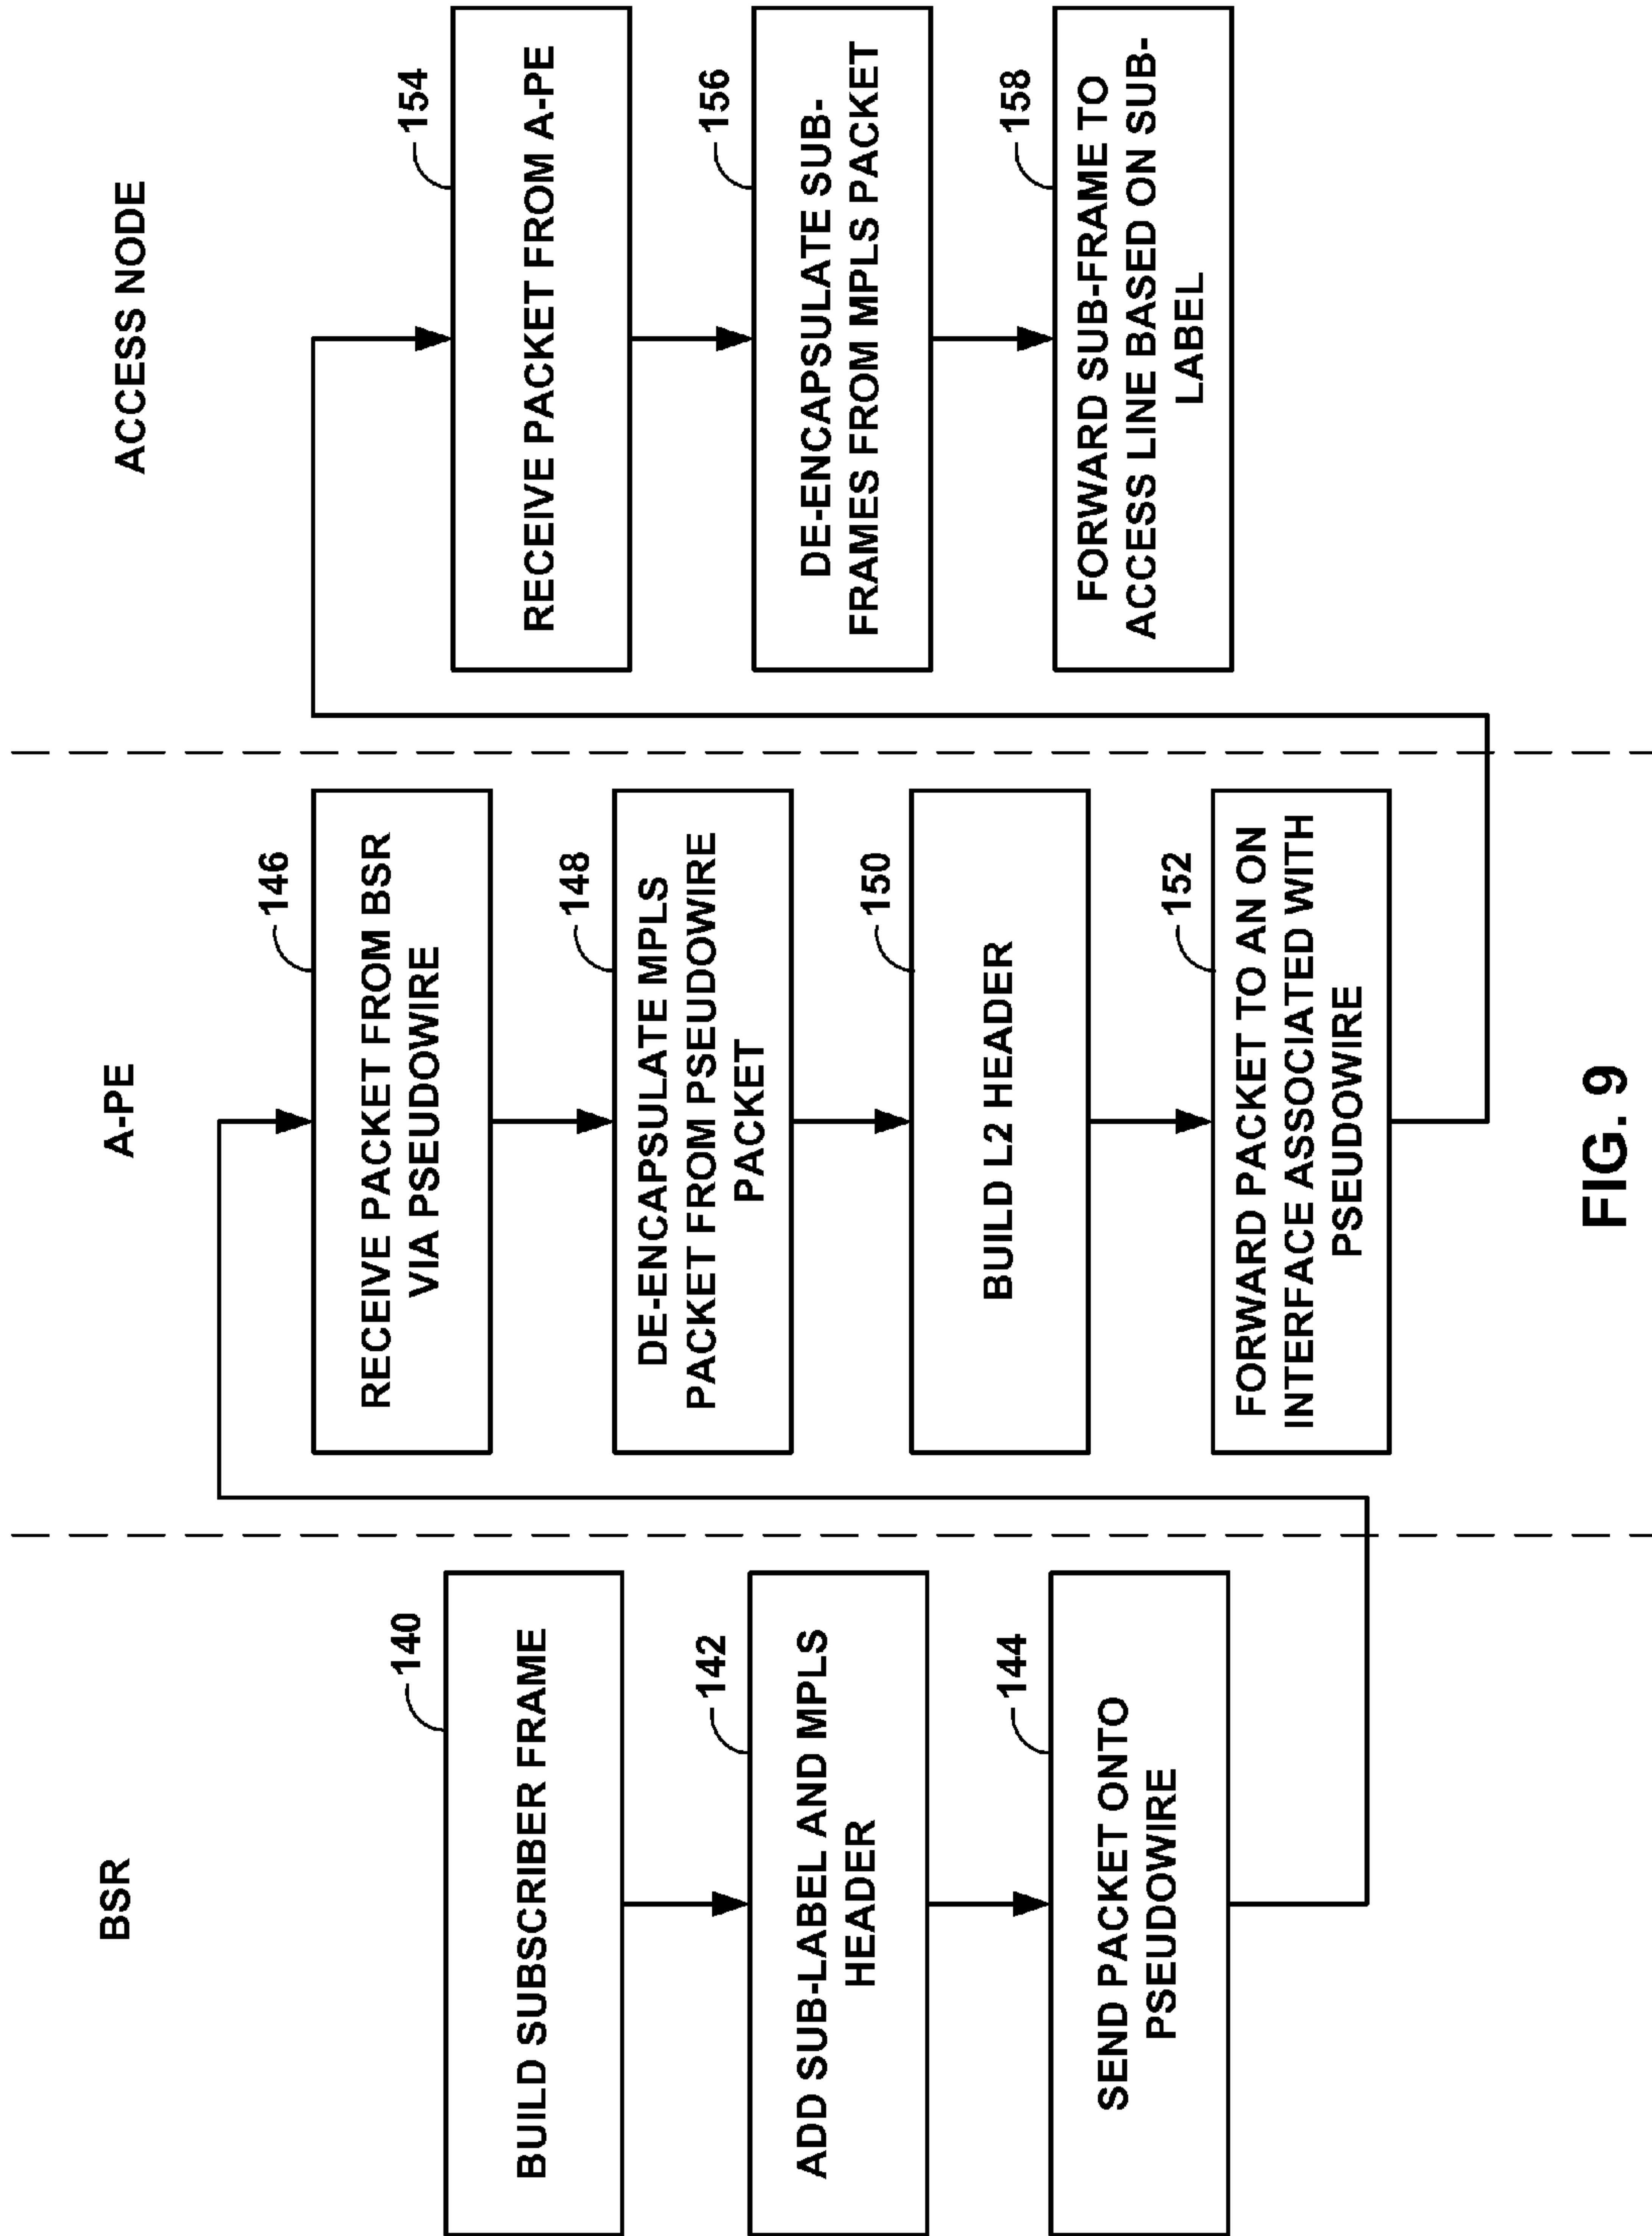 BSR
140
BUILD SUBSCRIBER FRAME
142
ADD SUB-LABEL AND MPLS
HEADER
144
SEND PACKET ONTO
PSEUDOWIRE
A-PE
146
RECEIVE PACKET FROM BSR
VIA PSEUDOWIRE
148
DE-ENCAPSULATE MPLS
PACKET FROM PSEUDOWIRE
PACKET
150
BUILD L2 HEADER
152
FORWARD PACKET TO AN ON
INTERFACE ASSOCIATED WITH
PSEUDOWIRE
ACCESS NODE
154
RECEIVE PACKET FROM A-PE
156
DE-ENCAPSULATE SUB-
FRAMES FROM MPLS PACKET
158
FORWARD SUB-FRAME TO
ACCESS LINE BASED ON SUB-
LABEL
FIG. 9